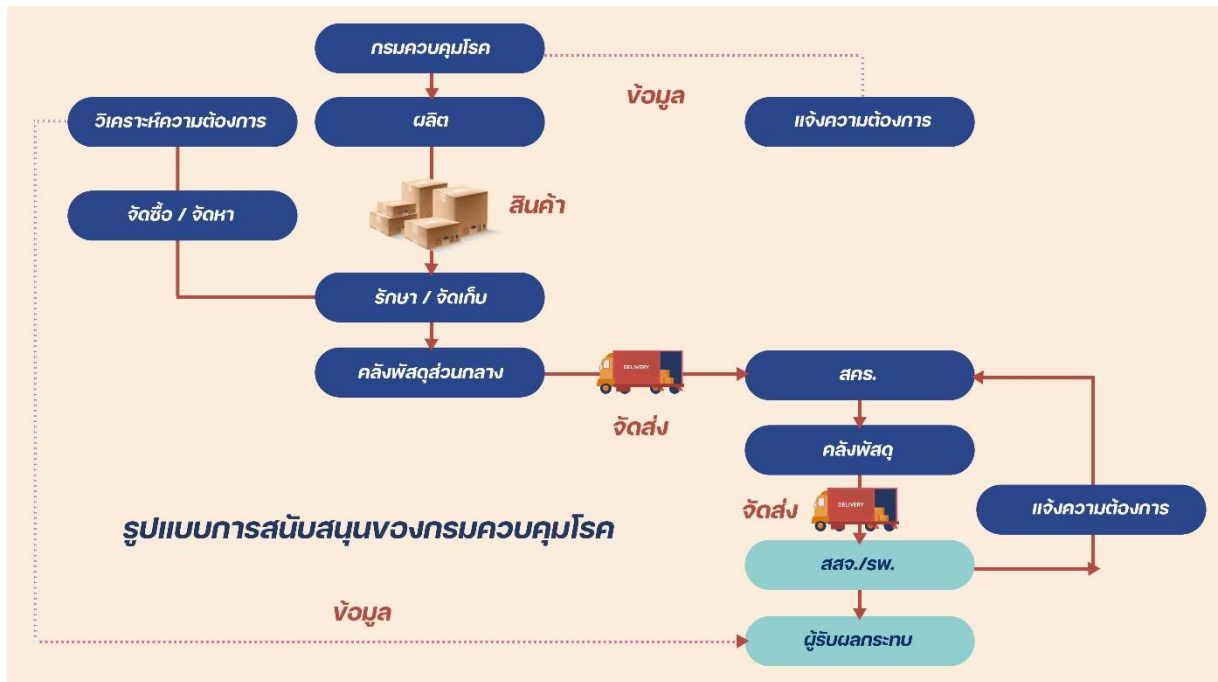 กรมควบคุมโรค
ข้อมูล
วิเคราะห์ความต้องการ
ผลิต
แจ้งความต้องการ
จัดซื้อ / จัดหา
สินค้า
รักษา / จัดเก็บ
คลังพัสดุส่วนกลาง
DELIVERY
สคร.
จัดส่ง
คลังพัสดุ
จัดส่ง
DELIVERY
แจ้งความต้องการ
รูปแบบการสนับสนุนของกรมควบคุมโรค
สสจ./รพ.
ข้อมูล
ผู้รับผลกระทบ